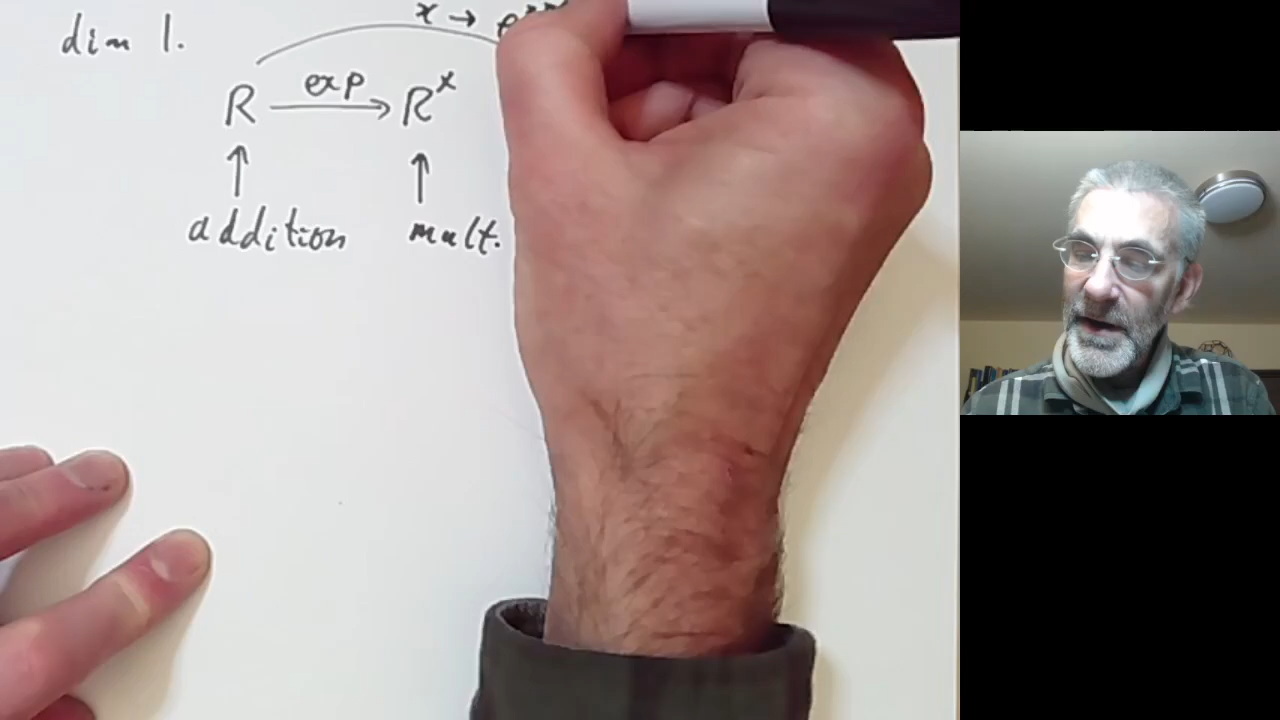 x →
dim 1.
exp
R → R^x
↑ ↑
addition mult.